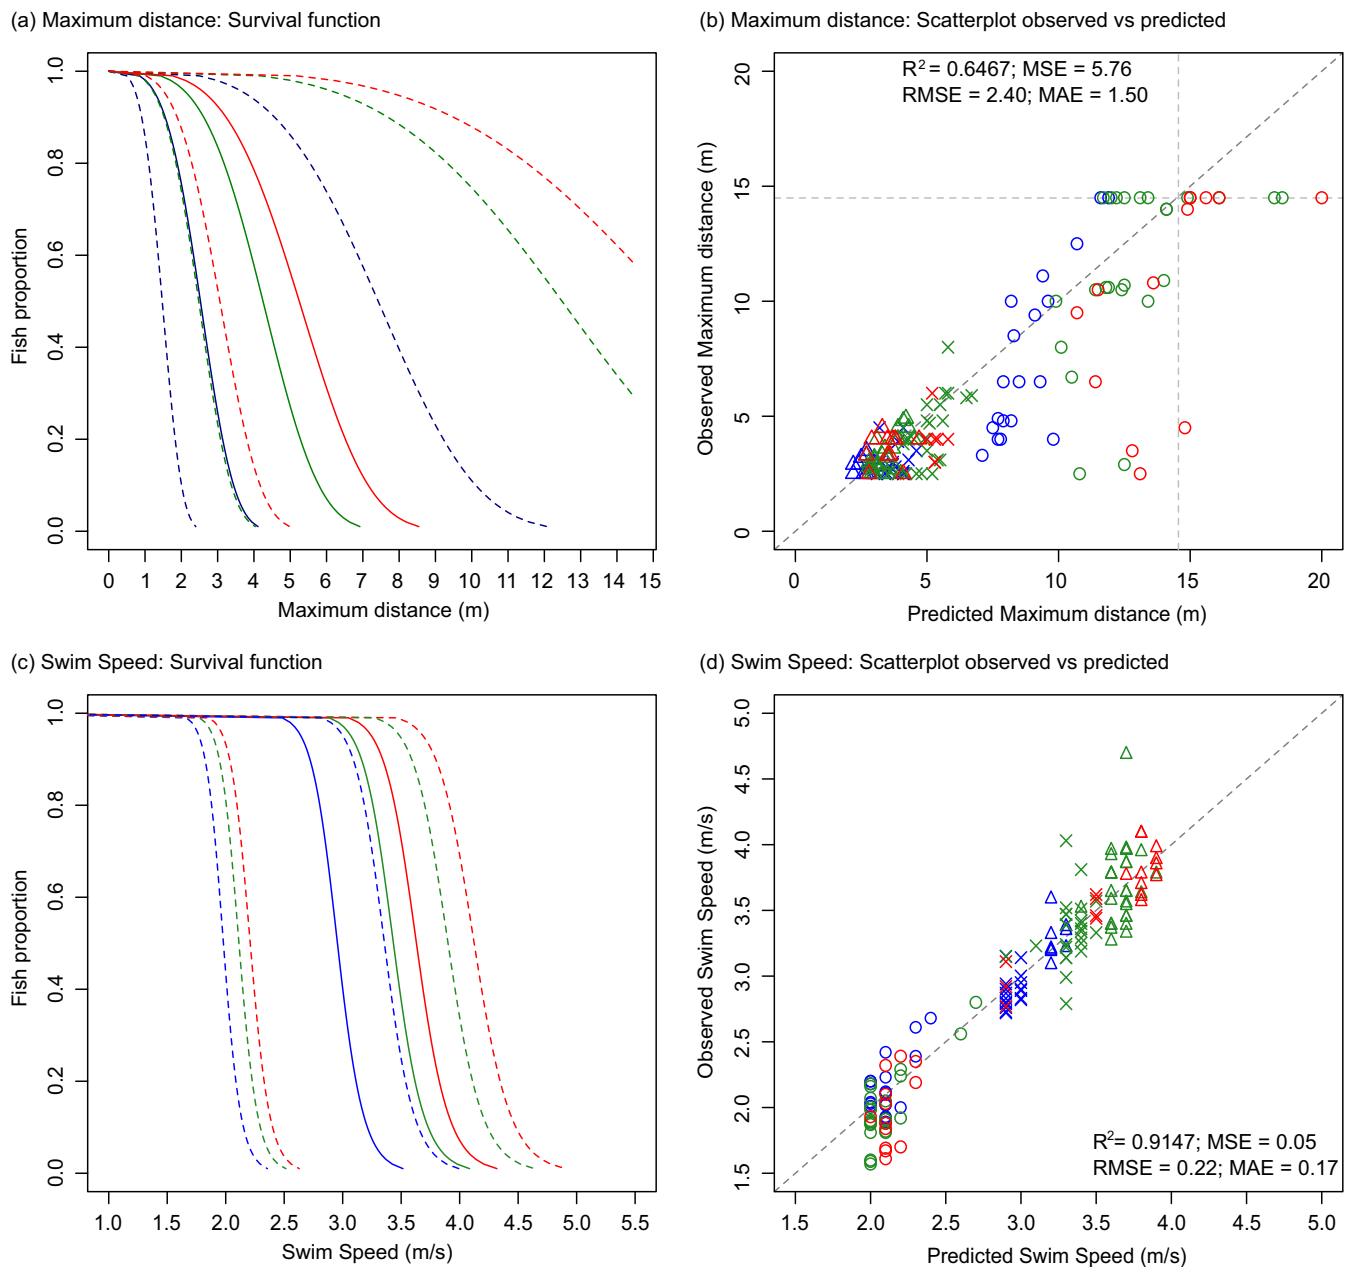 (a) Maximum distance: Survival function
1.0
0.8
0.6
0.4
0.2
0.0
Fish proportion
0 1 2 3 4 5 6 7 8 9 10 11 12 13 14 15
Maximum distance (m)
(b) Maximum distance: Scatterplot observed vs predicted
R² = 0.6467; MSE = 5.76
RMSE = 2.40; MAE = 1.50
20
15
10
5
0
Observed Maximum distance (m)
0 5 10 15 20
Predicted Maximum distance (m)
(c) Swim Speed: Survival function
1.0
0.8
0.6
0.4
0.2
0.0
Fish proportion
1.0 1.5 2.0 2.5 3.0 3.5 4.0 4.5 5.0 5.5
Swim Speed (m/s)
(d) Swim Speed: Scatterplot observed vs predicted
5.0
4.5
4.0
3.5
3.0
2.5
2.0
1.5
Observed Swim Speed (m/s)
R² = 0.9147; MSE = 0.05
RMSE = 0.22; MAE = 0.17
1.5 2.0 2.5 3.0 3.5 4.0 4.5 5.0
Predicted Swim Speed (m/s)